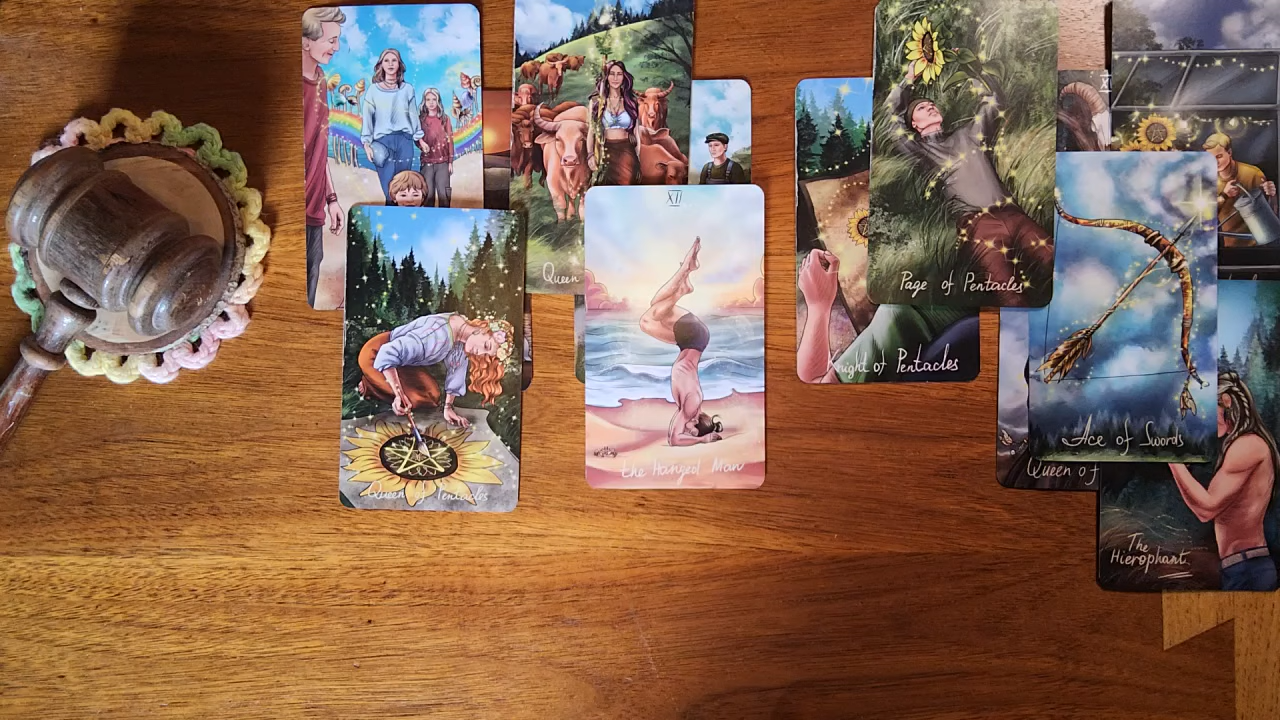 XII
Queen
the Hanged Man
Queen of Pentacles
Page of Pentacles
Knight of Pentacles
Ace of Swords
Queen of
The
Hierophant